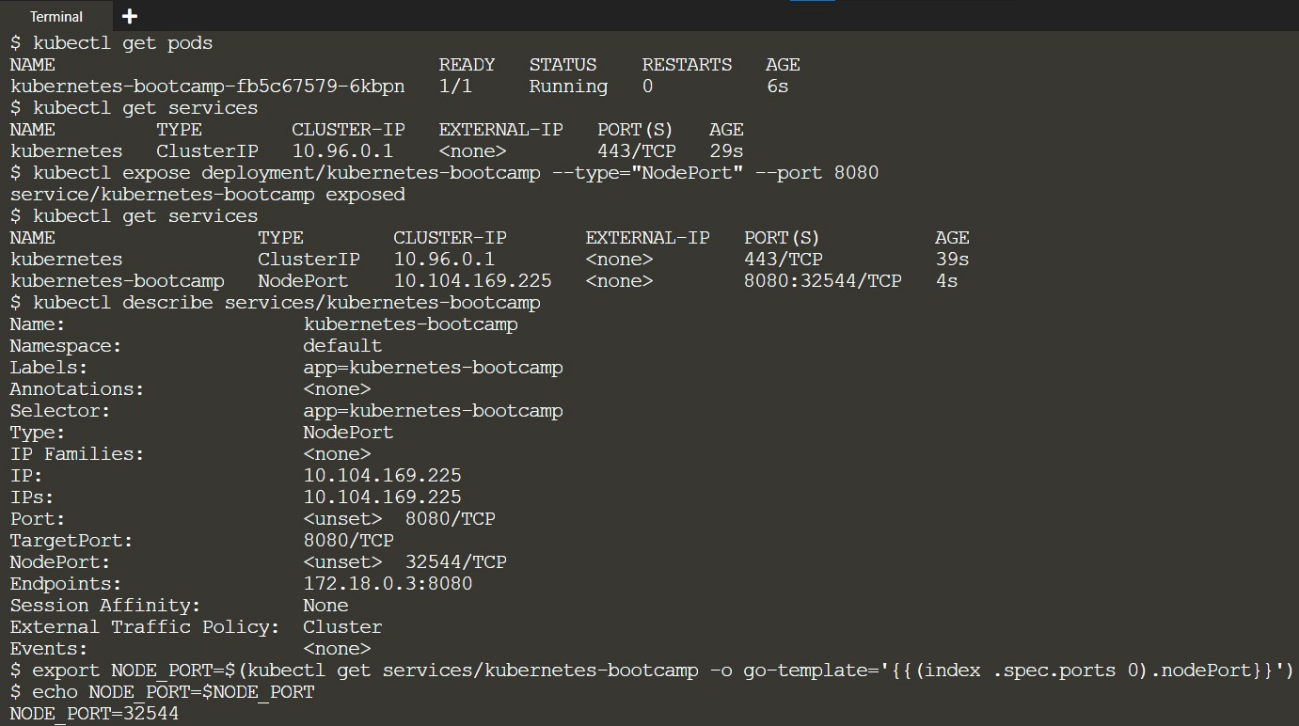 Terminal +
$ kubectl get pods
NAME READY STATUS RESTARTS AGE
kubernetes-bootcamp-fb5c67579-6kbpn 1/1 Running 0 6s
$ kubectl get services
NAME TYPE CLUSTER-IP EXTERNAL-IP PORT(S) AGE
kubernetes ClusterIP 10.96.0.1 <none> 443/TCP 29s
$ kubectl expose deployment/kubernetes-bootcamp --type="NodePort" --port 8080
service/kubernetes-bootcamp exposed
$ kubectl get services
NAME TYPE CLUSTER-IP EXTERNAL-IP PORT(S) AGE
kubernetes ClusterIP 10.96.0.1 <none> 443/TCP 39s
kubernetes-bootcamp NodePort 10.104.169.225 <none> 8080:32544/TCP 4s
$ kubectl describe services/kubernetes-bootcamp
Name: kubernetes-bootcamp
Namespace: default
Labels: app=kubernetes-bootcamp
Annotations: <none>
Selector: app=kubernetes-bootcamp
Type: NodePort
IP Families: <none>
IP: 10.104.169.225
IPs: 10.104.169.225
Port: <unset> 8080/TCP
TargetPort: 8080/TCP
NodePort: <unset> 32544/TCP
Endpoints: 172.18.0.3:8080
Session Affinity: None
External Traffic Policy: Cluster
Events: <none>
$ export NODE_PORT=$(kubectl get services/kubernetes-bootcamp -o go-template='{{(index .spec.ports 0).nodePort}}')
$ echo NODE_PORT=$NODE_PORT
NODE_PORT=32544